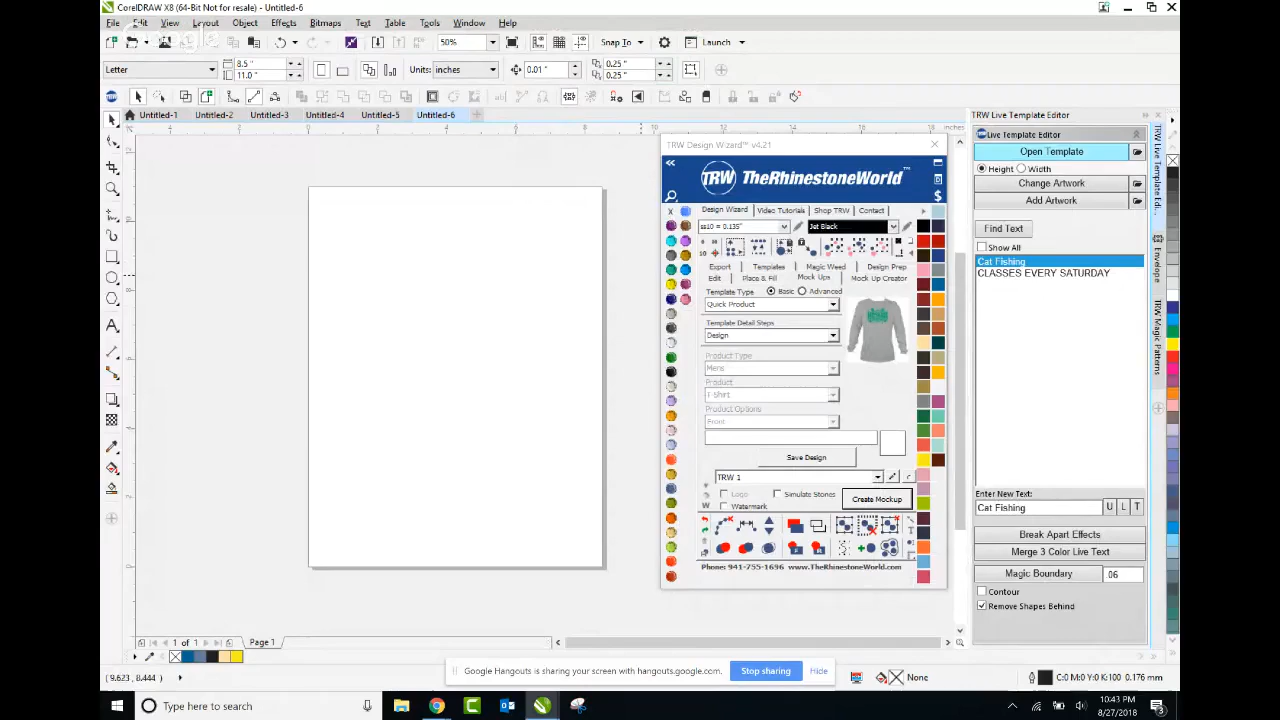 CorelDRAW X8 (64-Bit Not for resale) - Untitled-6
File Edit View Layout Object Effects Bitmaps Text Table Tools Window Help
50% Snap To Launch
Letter 8.5 " 11.0 " Units: inches 0.01 " 0.25 " 0.25 "
Untitled-1 Untitled-2 Untitled-3 Untitled-4 Untitled-5 Untitled-6
inches
TRW Design Wizard™ v4.21
TRW TheRhinestoneWorld™
Design Wizard Video Tutorials Shop TRW Contact
ss10 = 0.135" Jet Black
Export Templates Magic Weed Design Prep
Edit Place & Fill Mock Ups Mock Up Creator
Template Type Basic Advanced
Quick Product
Template Detail Steps
Design
Product Type
Mens
Product
T Shirt
Product Options
Front
Save Design
TRW 1
Logo Simulate Stones Create Mockup
W Watermark
Phone: 941-755-1696 www.TheRhinestoneWorld.com
TRW Live Template Editor
Live Template Editor
Open Template
Height Width
Change Artwork
Add Artwork
Find Text
Show All
Cat Fishing
CLASSES EVERY SATURDAY
Enter New Text:
Cat Fishing U L T
Break Apart Effects
Merge 3 Color Live Text
Magic Boundary 06
Contour
Remove Shapes Behind
TRW Live Template Edi...
Envelope
TRW Magic Patterns
1 of 1 Page 1
Google Hangouts is sharing your screen with hangouts.google.com. Stop sharing Hide
( 9.623, 8.444 ) None C:0 M:0 Y:0 K:100 0.176 mm
Type here to search
10:43 PM
8/27/2018